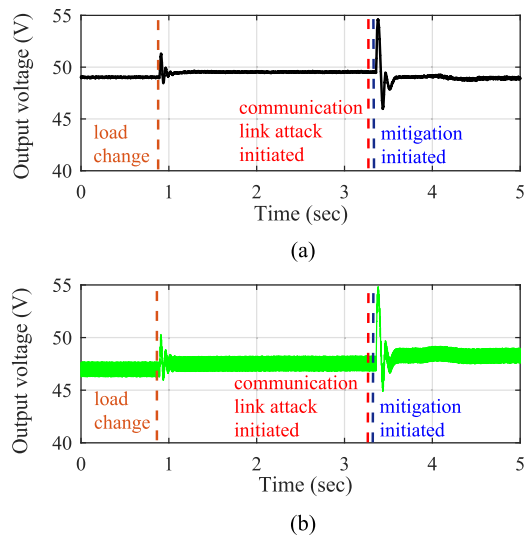 Output voltage (V)
55
50
45
40
load
change
communication
link attack
initiated
mitigation
initiated
0
1
2
3
4
5
Time (sec)
(a)
Output voltage (V)
55
50
45
40
load
change
communication
link attack
initiated
mitigation
initiated
0
1
2
3
4
5
Time (sec)
(b)